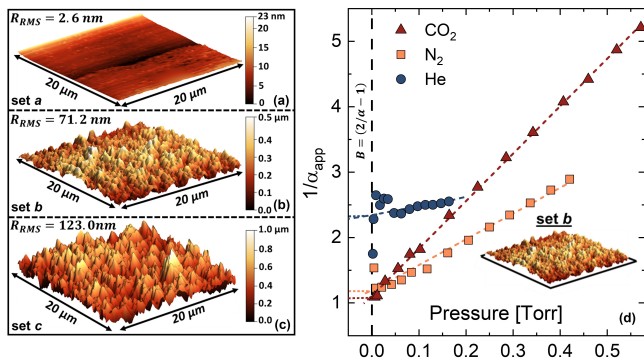 R_RMS = 2.6 nm
23 nm
20
15
10
5
0
20 μm
20 μm
set a
(a)
R_RMS = 71.2 nm
0.5 μm
0.4
0.3
0.2
0.1
0.0
20 μm
20 μm
set b
(b)
R_RMS = 123.0nm
1.0 μm
0.8
0.6
0.4
0.2
0.0
20 μm
20 μm
set c
(c)
1/α_app
5
4
3
2
1
B = (2/α − 1)
CO₂
N₂
He
set b
0.0 0.1 0.2 0.3 0.4 0.5
Pressure [Torr]
(d)